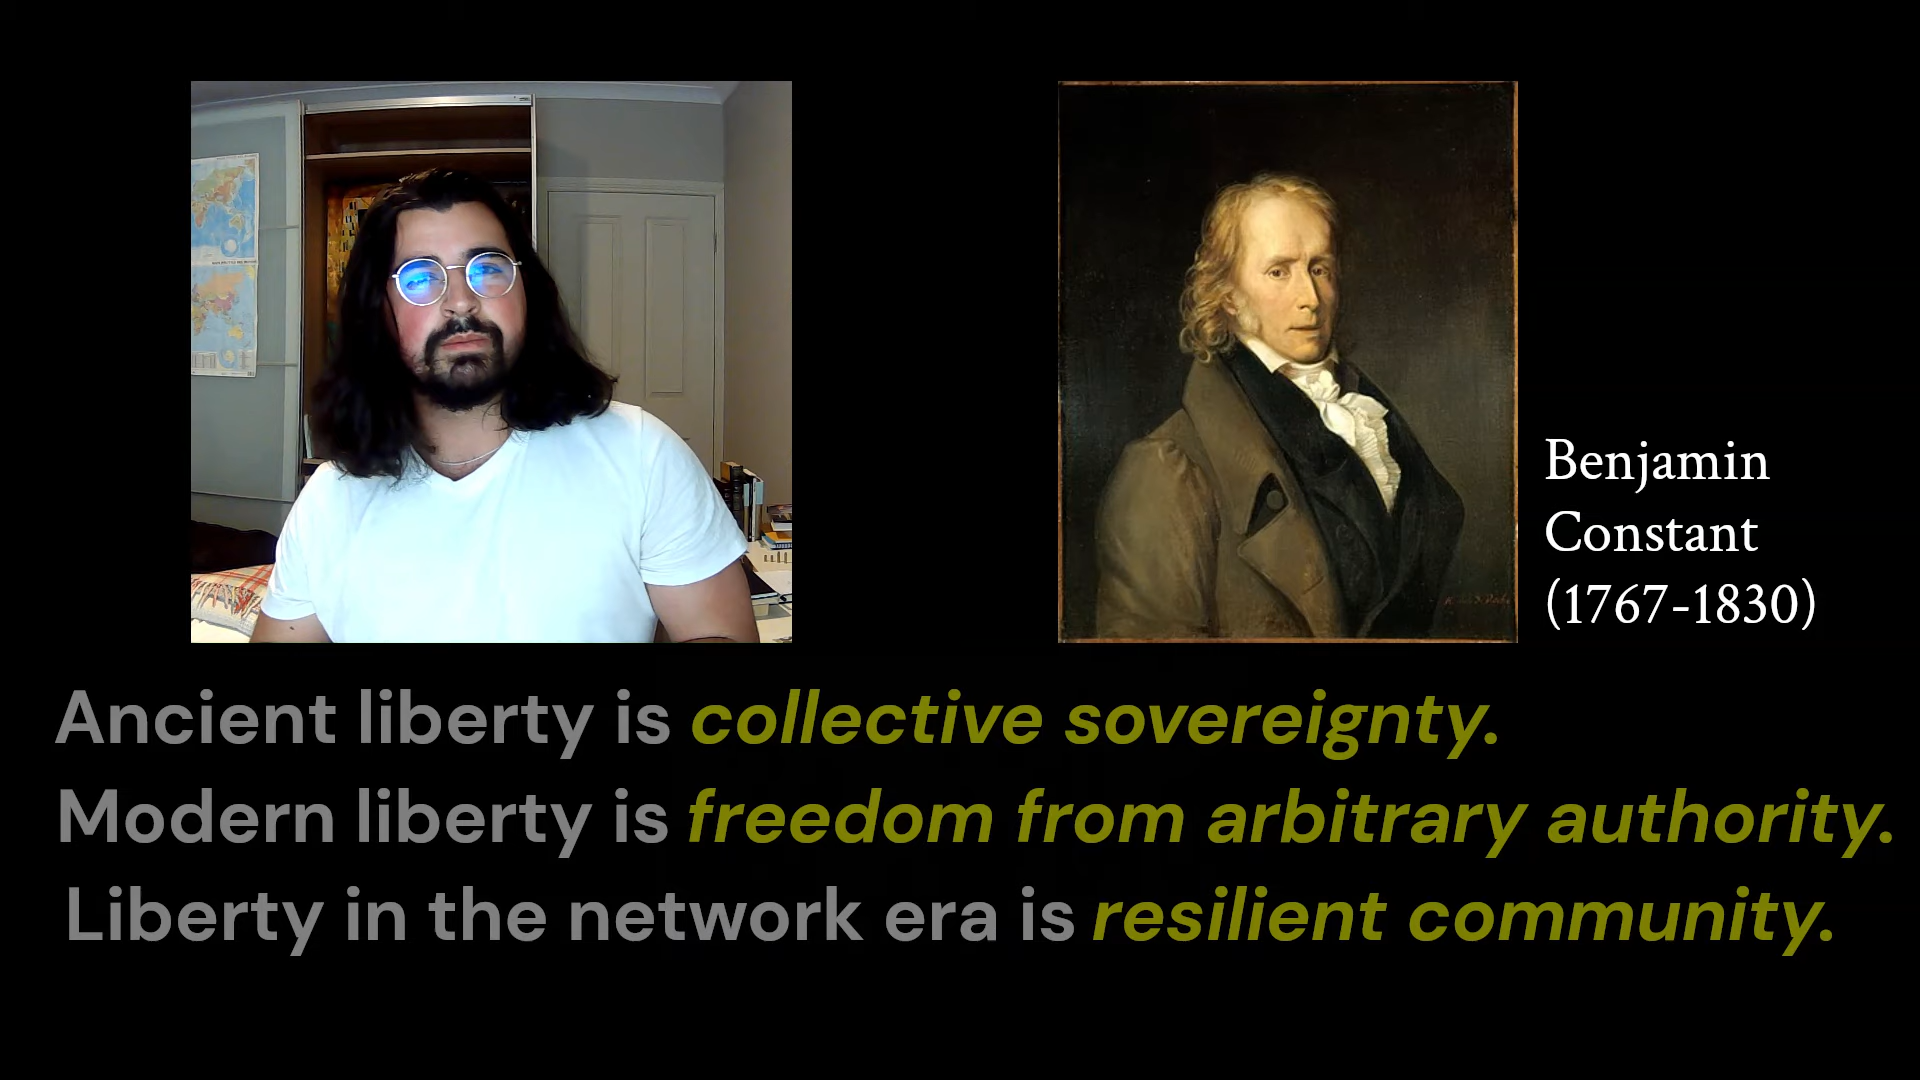 Benjamin
Constant
(1767-1830)
Ancient liberty is collective sovereignty.
Modern liberty is freedom from arbitrary authority.
Liberty in the network era is resilient community.